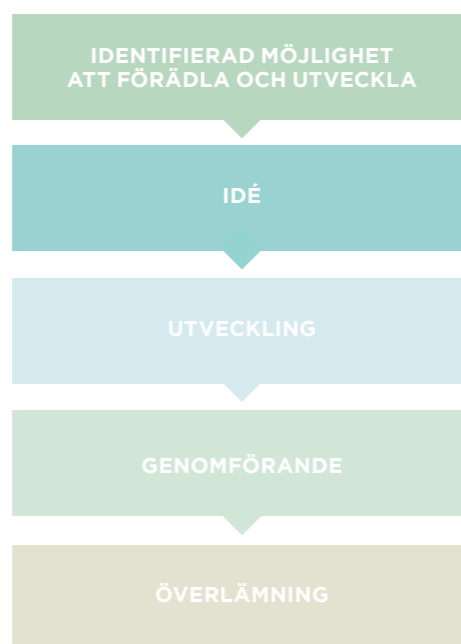 IDENTIFIERAD MÖJLIGHET
ATT FÖRÄDLA OCH UTVECKLA
IDÉ
UTVECKLING
GENOMFÖRANDE
ÖVERLÄMNING